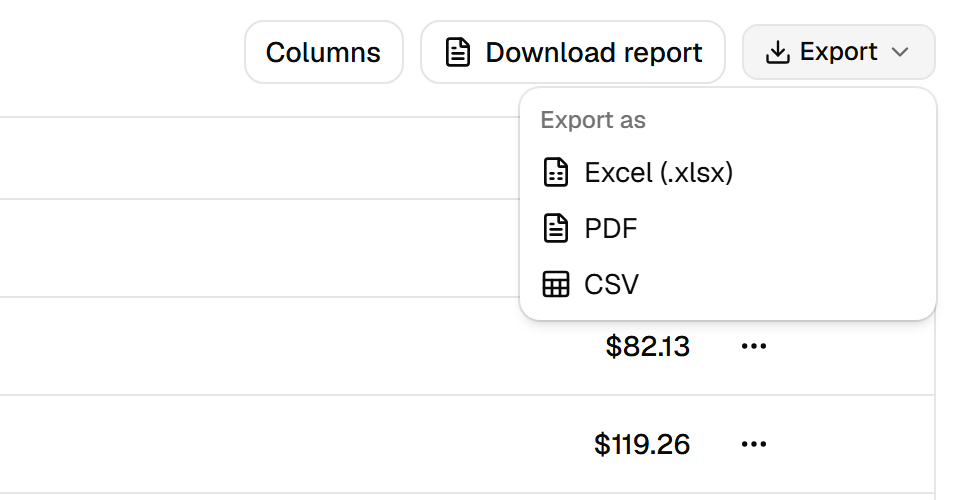 Columns
Download report
Export
Export as
Excel (.xlsx)
PDF
CSV
$82.13
$119.26